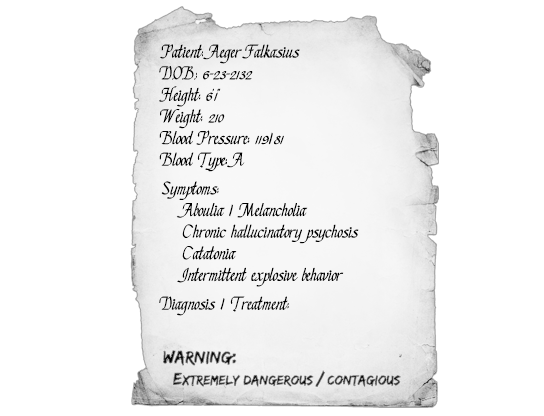 Patient: Aeger Falkasius
DOB: 6-23-2132
Height: 6'1"
Weight: 210
Blood Pressure: 119/81
Blood Type: A
Symptoms:
Aboulia / Melancholia
Chronic hallucinatory psychosis
Catatonia
Intermittent explosive behavior
Diagnosis / Treatment:
WARNING:
EXTREMELY DANGEROUS / CONTAGIOUS